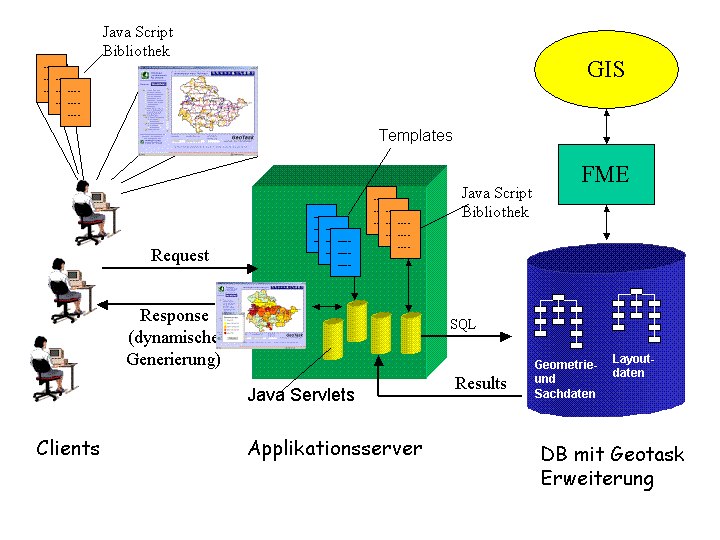 Java Script
Bibliothek
GIS
GEOTASK
Templates
FME
Java Script
Bibliothek
Request
Response
(dynamische
Generierung)
SQL
Results
Geometrie-
und
Sachdaten
Layout-
daten
Java Servlets
Clients
Applikationsserver
DB mit Geotask
Erweiterung